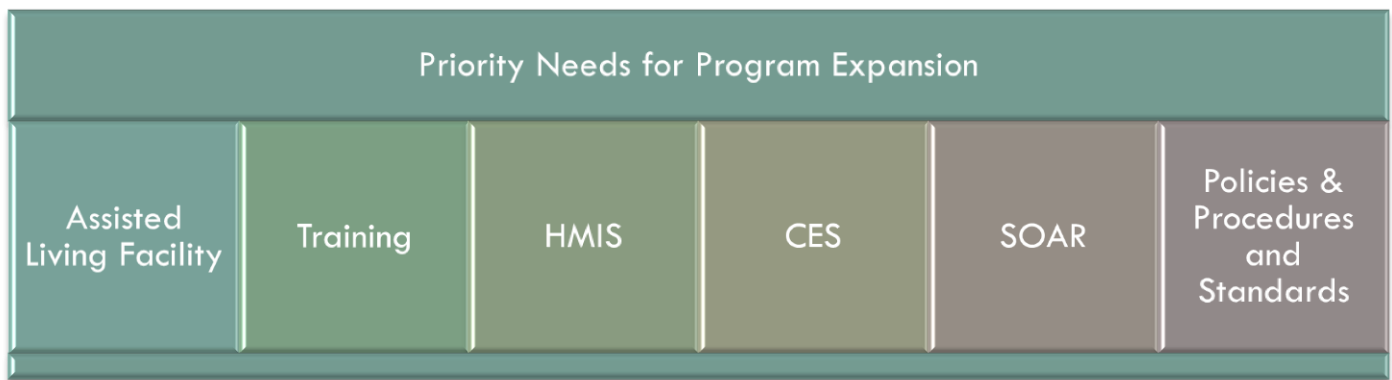 Priority Needs for Program Expansion
Assisted
Living Facility
Training
HMIS
CES
SOAR
Policies &
Procedures
and
Standards